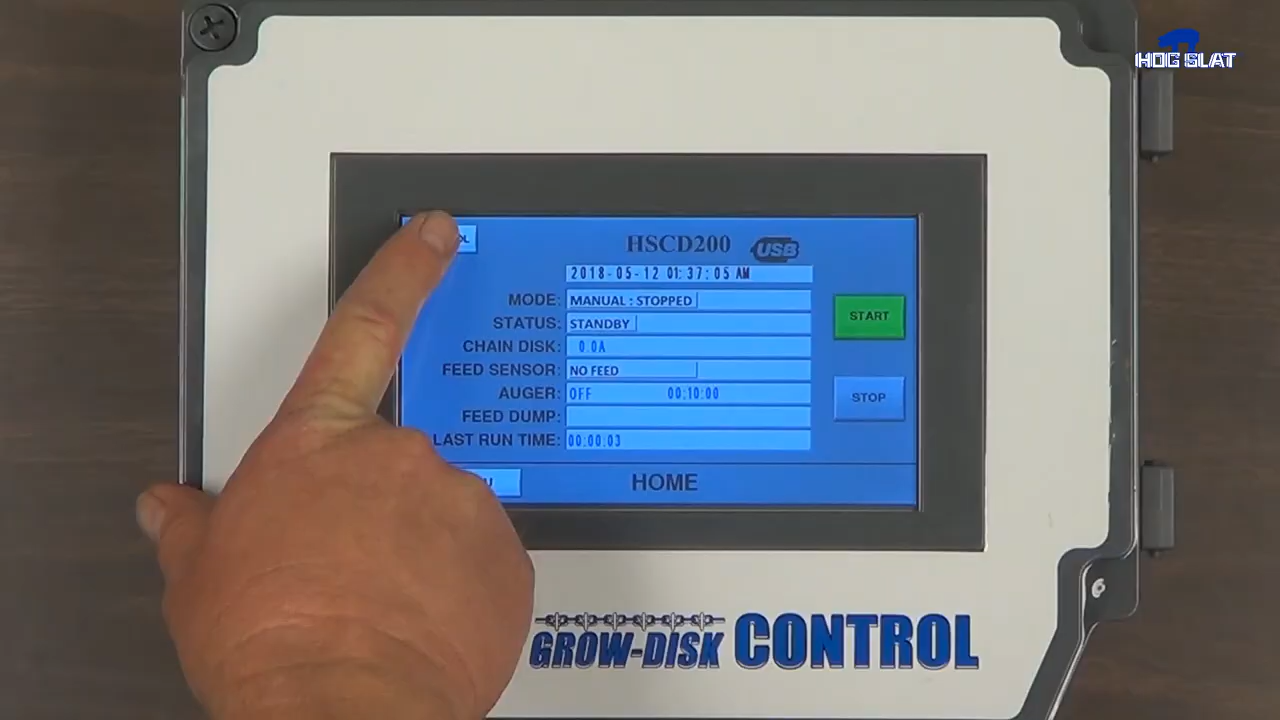 HOG SLAT
HSCD200 USB
2018-05-12 01:37:05 AM
MODE: MANUAL : STOPPED
START
STATUS: STANDBY
CHAIN DISK: 0.0A
FEED SENSOR: NO FEED
AUGER: OFF 00:10:00
STOP
FEED DUMP:
LAST RUN TIME: 00:00:03
HOME
GROW-DISK CONTROL